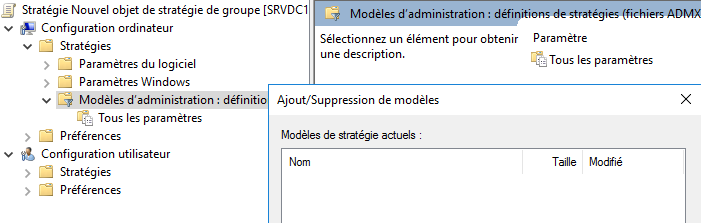 Stratégie Nouvel objet de stratégie de groupe [SRVDC1
Configuration ordinateur
Stratégies
Paramètres du logiciel
Paramètres Windows
Modèles d'administration : définitio
Tous les paramètres
Préférences
Configuration utilisateur
Stratégies
Préférences
Modèles d'administration : définitions de stratégies (fichiers ADMX
Sélectionnez un élément pour obtenir
une description.
Paramètre
Tous les paramètres
Ajout/Suppression de modèles
Modèles de stratégie actuels :
Nom Taille Modifié